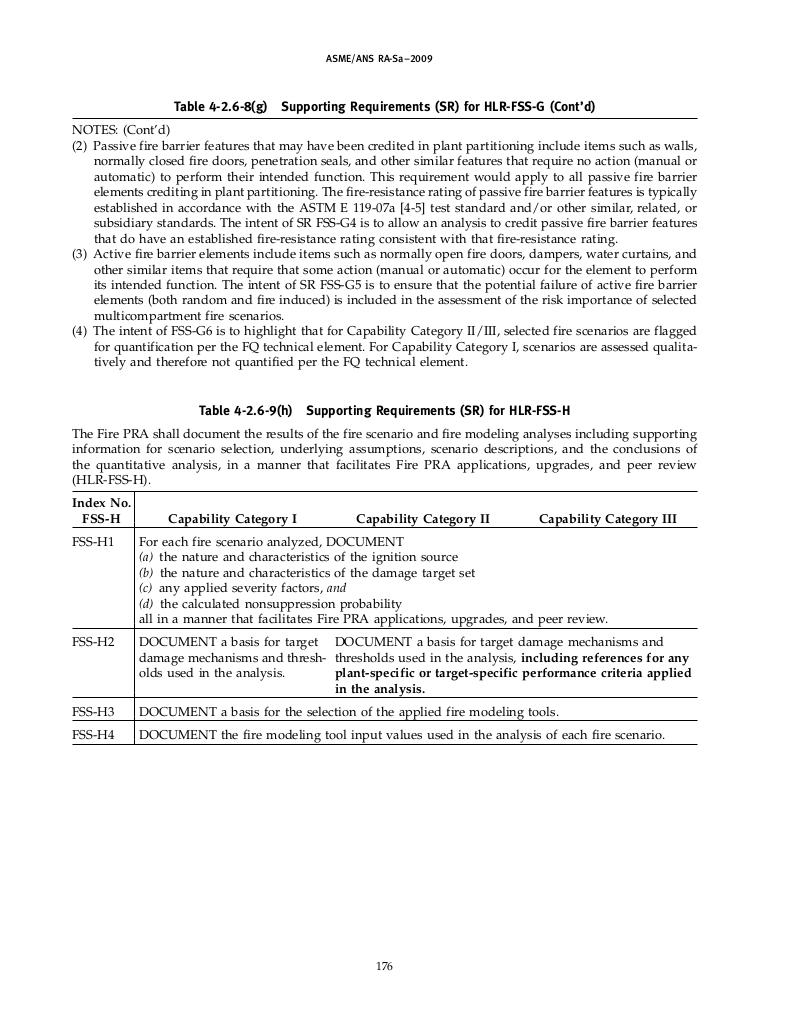 ASME/ANS RA-Sa–2009
Table 4-2.6-8(g) Supporting Requirements (SR) for HLR-FSS-G (Cont’d)
NOTES: (Cont’d)
(2) Passive fire barrier features that may have been credited in plant partitioning include items such as walls,
normally closed fire doors, penetration seals, and other similar features that require no action (manual or
automatic) to perform their intended function. This requirement would apply to all passive fire barrier
elements crediting in plant partitioning. The fire-resistance rating of passive fire barrier features is typically
established in accordance with the ASTM E 119-07a [4-5] test standard and/or other similar, related, or
subsidiary standards. The intent of SR FSS-G4 is to allow an analysis to credit passive fire barrier features
that do have an established fire-resistance rating consistent with that fire-resistance rating.
(3) Active fire barrier elements include items such as normally open fire doors, dampers, water curtains, and
other similar items that require that some action (manual or automatic) occur for the element to perform
its intended function. The intent of SR FSS-G5 is to ensure that the potential failure of active fire barrier
elements (both random and fire induced) is included in the assessment of the risk importance of selected
multicompartment fire scenarios.
(4) The intent of FSS-G6 is to highlight that for Capability Category II/III, selected fire scenarios are flagged
for quantification per the FQ technical element. For Capability Category I, scenarios are assessed qualita-
tively and therefore not quantified per the FQ technical element.
Table 4-2.6-9(h) Supporting Requirements (SR) for HLR-FSS-H
The Fire PRA shall document the results of the fire scenario and fire modeling analyses including supporting
information for scenario selection, underlying assumptions, scenario descriptions, and the conclusions of
the quantitative analysis, in a manner that facilitates Fire PRA applications, upgrades, and peer review
(HLR-FSS-H).
Index No.
FSS-H Capability Category I Capability Category II Capability Category III
FSS-H1 For each fire scenario analyzed, DOCUMENT
(a) the nature and characteristics of the ignition source
(b) the nature and characteristics of the damage target set
(c) any applied severity factors, and
(d) the calculated nonsuppression probability
all in a manner that facilitates Fire PRA applications, upgrades, and peer review.
FSS-H2 DOCUMENT a basis for target DOCUMENT a basis for target damage mechanisms and
damage mechanisms and thresh- thresholds used in the analysis, including references for any
olds used in the analysis. plant-specific or target-specific performance criteria applied
in the analysis.
FSS-H3 DOCUMENT a basis for the selection of the applied fire modeling tools.
FSS-H4 DOCUMENT the fire modeling tool input values used in the analysis of each fire scenario.
176